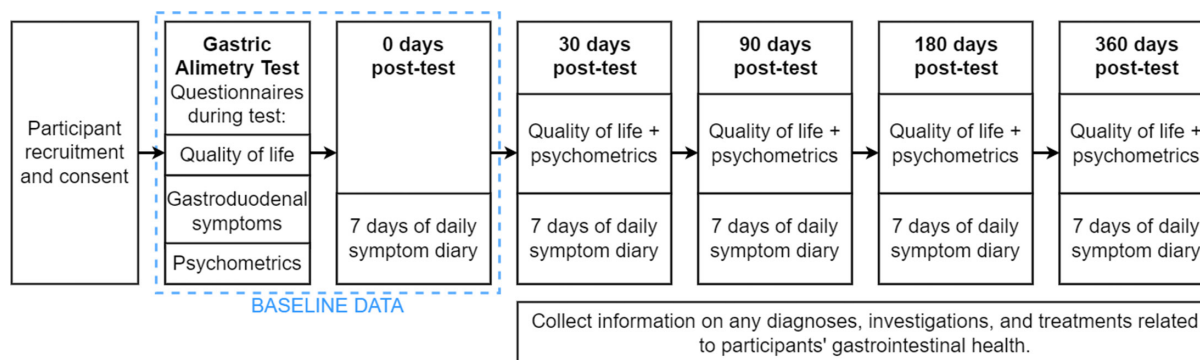 Participant
recruitment
and consent
Gastric
Alimetry Test
Questionnaires
during test:
Quality of life
Gastroduodenal
symptoms
Psychometrics
0 days
post-test
7 days of daily
symptom diary
BASELINE DATA
30 days
post-test
Quality of life +
psychometrics
7 days of daily
symptom diary
90 days
post-test
Quality of life +
psychometrics
7 days of daily
symptom diary
180 days
post-test
Quality of life +
psychometrics
7 days of daily
symptom diary
360 days
post-test
Quality of life +
psychometrics
7 days of daily
symptom diary
Collect information on any diagnoses, investigations, and treatments related
to participants' gastrointestinal health.